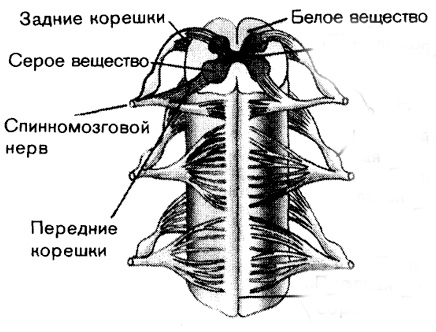 Задние корешки
Белое вещество
Серое вещество
Спинномозговой
нерв
Передние
корешки